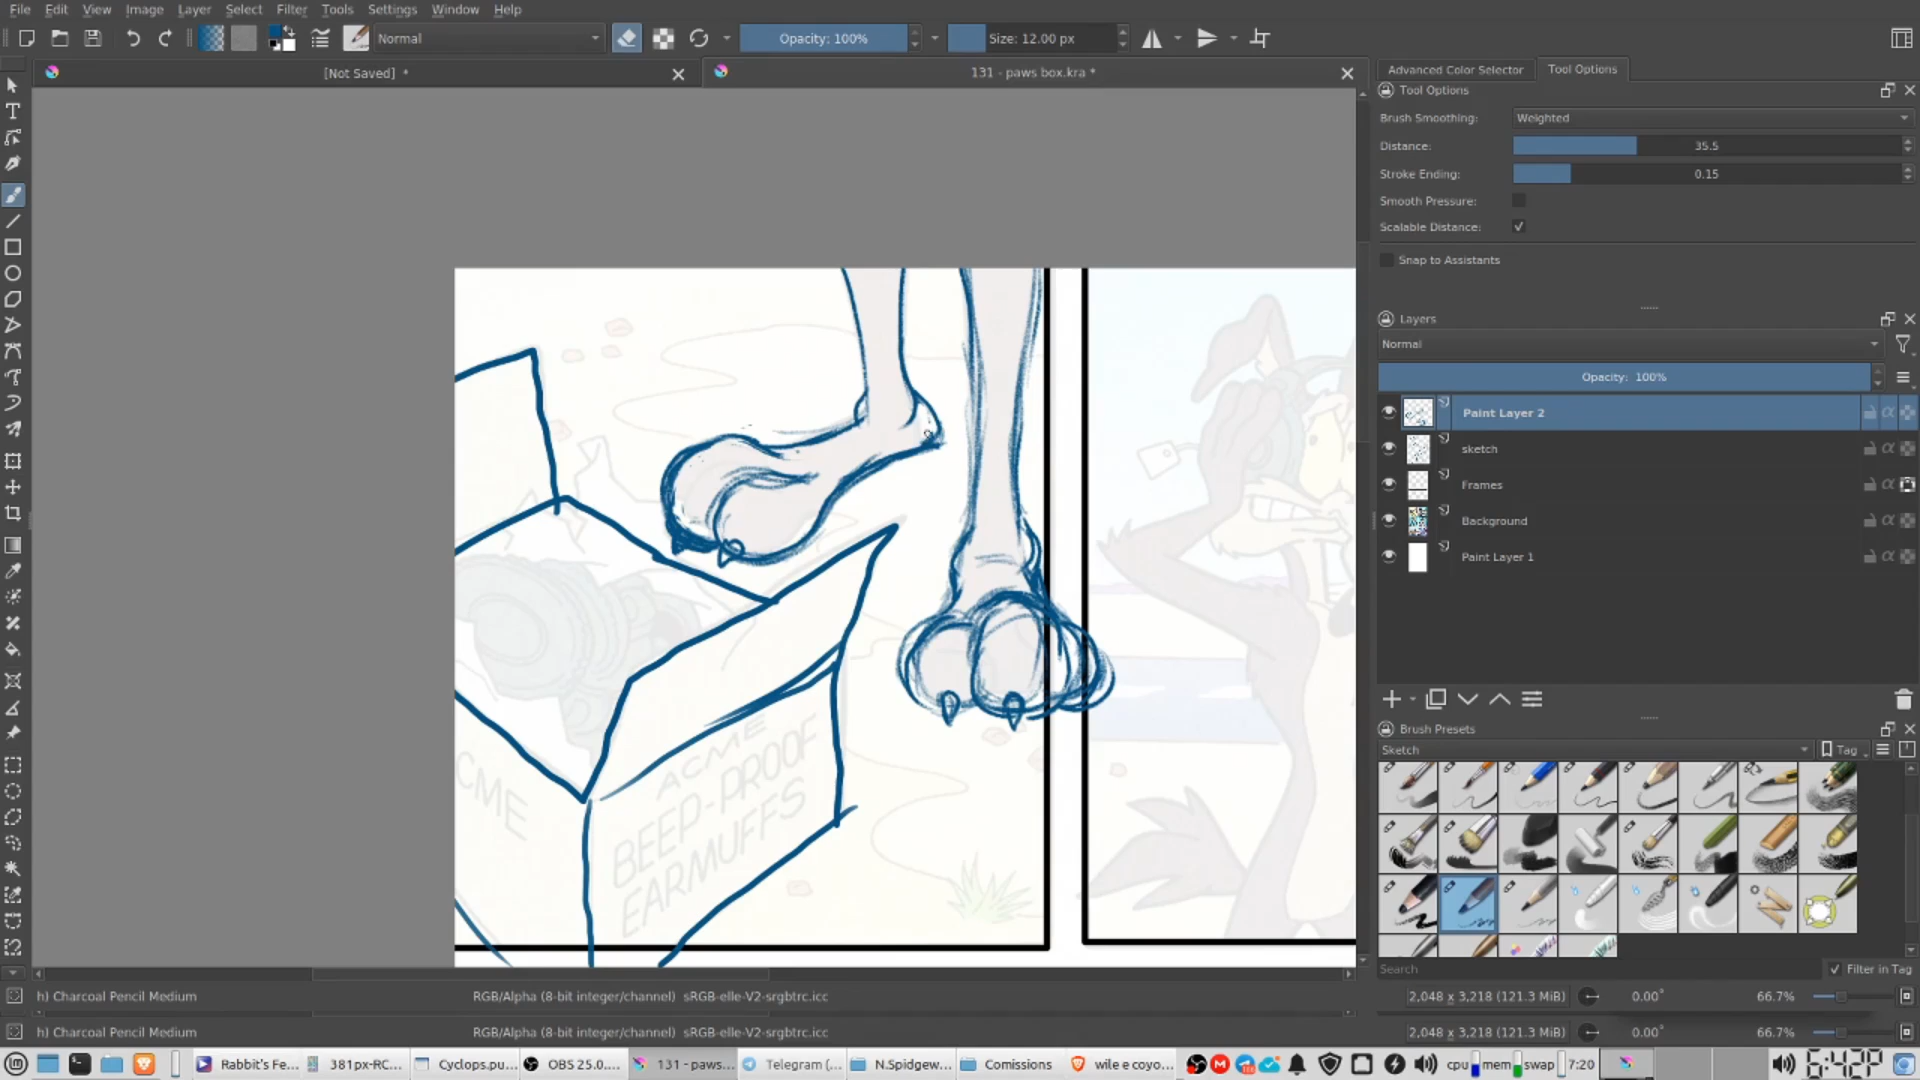 File Edit View Image Layer Select Filter Tools Settings Window Help
Normal
Opacity: 100%
Size: 12.00 px
[Not Saved] *
131 - paws box.kra *
Advanced Color Selector
Tool Options
Tool Options
Brush Smoothing: Weighted
Distance: 35.5
Stroke Ending: 0.15
Smooth Pressure:
Scalable Distance:
Snap to Assistants
Layers
Normal
Opacity: 100%
Paint Layer 2
sketch
Frames
Background
Paint Layer 1
Brush Presets
Sketch
Tag
Search
Filter in Tag
ACME
ACME
BEEP-PROOF
EARMUFFS
h) Charcoal Pencil Medium
RGB/Alpha (8-bit integer/channel) sRGB-elle-V2-srgbtrc.icc
2,048 x 3,218 (121.3 MiB)
0.00°
66.7%
h) Charcoal Pencil Medium
RGB/Alpha (8-bit integer/channel) sRGB-elle-V2-srgbtrc.icc
2,048 x 3,218 (121.3 MiB)
0.00°
66.7%
Rabbit's Fe...
381px-RC...
Cyclops.pu...
OBS 25.0....
131 - paws...
Telegram (...
N.Spidgew...
Comissions
wile e coyo...
cpu
mem
swap
7:20
6:42P